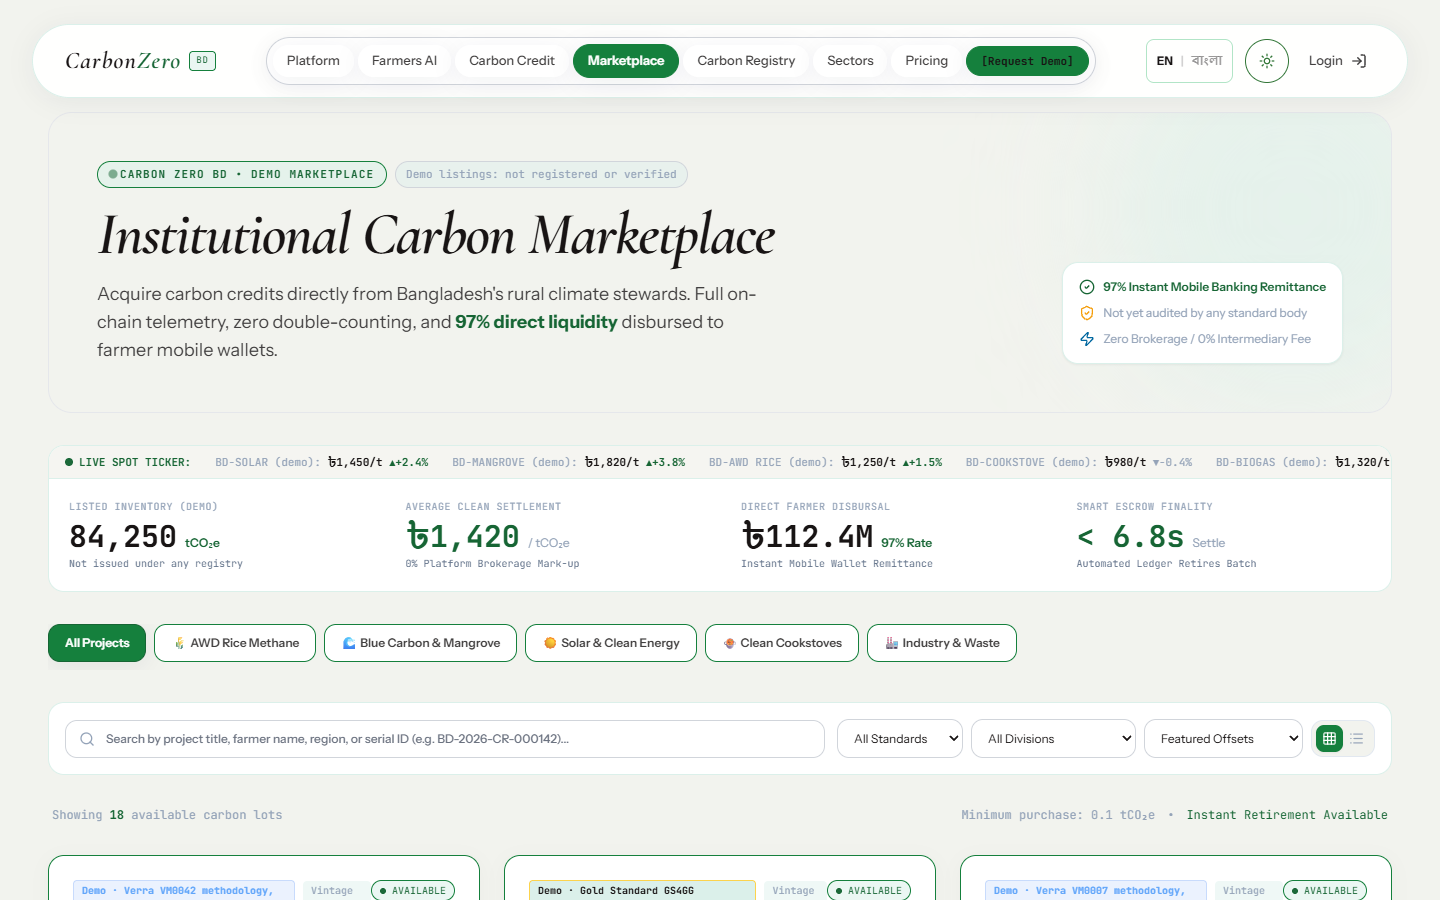 CarbonZero BD
Platform
Farmers AI
Carbon Credit
Marketplace
Carbon Registry
Sectors
Pricing
[Request Demo]
EN | বাংলা
Login
CARBON ZERO BD • DEMO MARKETPLACE
Demo listings: not registered or verified
Institutional Carbon Marketplace
Acquire carbon credits directly from Bangladesh's rural climate stewards. Full on-
chain telemetry, zero double-counting, and 97% direct liquidity disbursed to
farmer mobile wallets.
97% Instant Mobile Banking Remittance
Not yet audited by any standard body
Zero Brokerage / 0% Intermediary Fee
LIVE SPOT TICKER: BD-SOLAR (demo): ৳1,450/t ▲+2.4% BD-MANGROVE (demo): ৳1,820/t ▲+3.8% BD-AWD RICE (demo): ৳1,250/t ▲+1.5% BD-COOKSTOVE (demo): ৳980/t ▼-0.4% BD-BIOGAS (demo): ৳1,320/t
LISTED INVENTORY (DEMO)
84,250 tCO₂e
Not issued under any registry
AVERAGE CLEAN SETTLEMENT
৳1,420 / tCO₂e
0% Platform Brokerage Mark-up
DIRECT FARMER DISBURSAL
৳112.4M 97% Rate
Instant Mobile Wallet Remittance
SMART ESCROW FINALITY
< 6.8s Settle
Automated Ledger Retires Batch
All Projects
AWD Rice Methane
Blue Carbon & Mangrove
Solar & Clean Energy
Clean Cookstoves
Industry & Waste
Search by project title, farmer name, region, or serial ID (e.g. BD-2026-CR-000142)...
All Standards
All Divisions
Featured Offsets
Showing 18 available carbon lots
Minimum purchase: 0.1 tCO₂e • Instant Retirement Available
Demo · Verra VM0042 methodology,
Vintage
AVAILABLE
Demo · Gold Standard GS4GG
Vintage
AVAILABLE
Demo · Verra VM0007 methodology,
Vintage
AVAILABLE